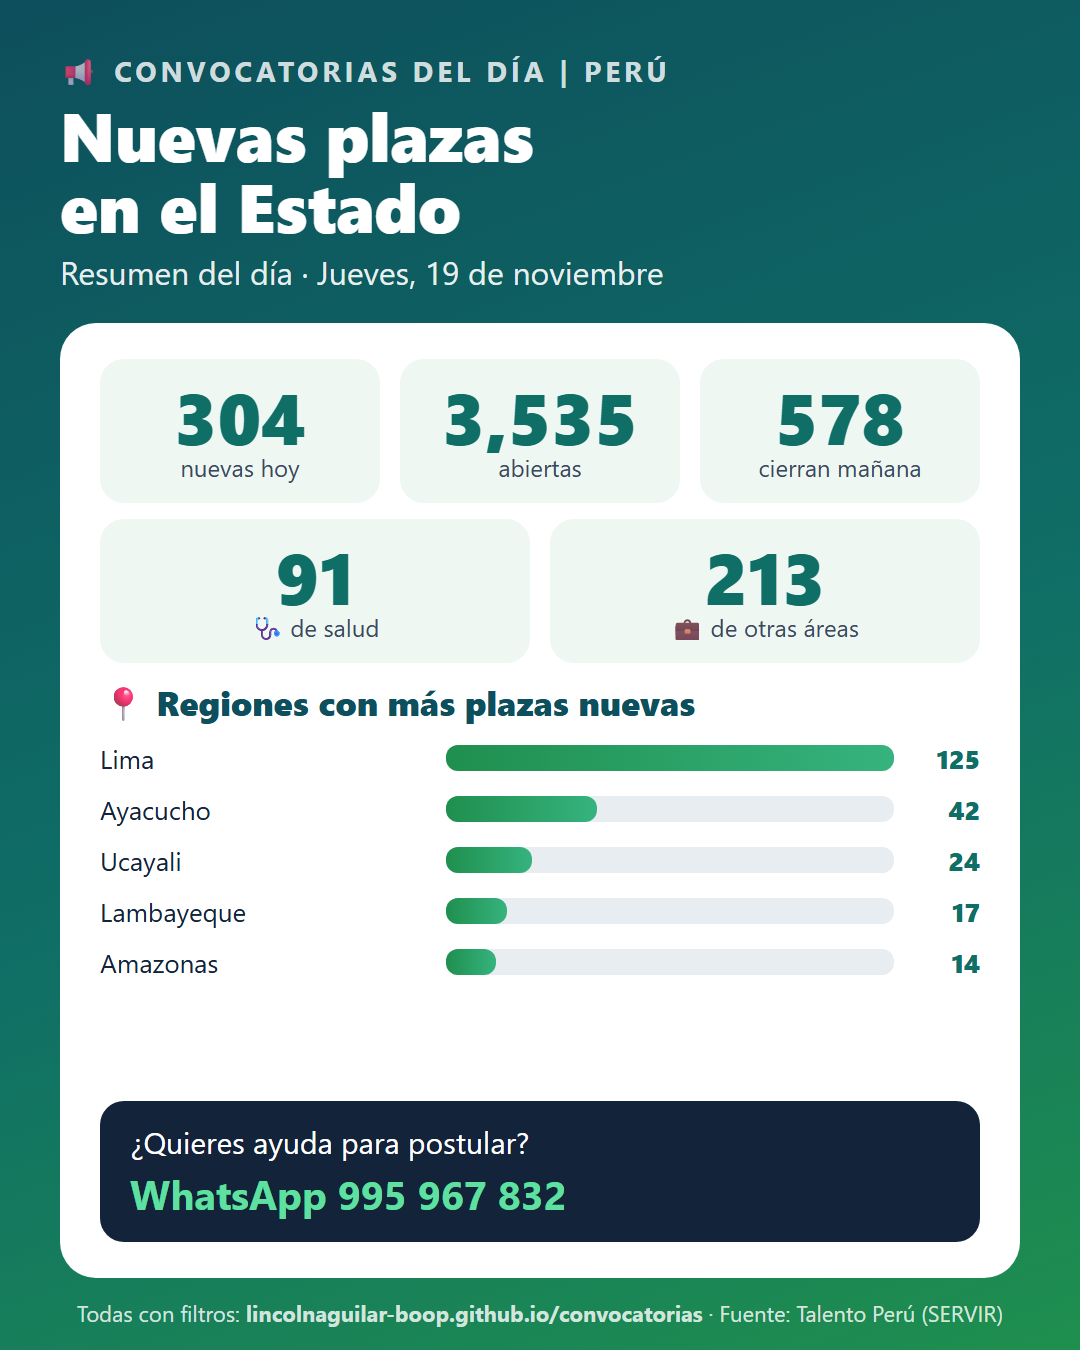 CONVOCATORIAS DEL DÍA | PERÚ
Nuevas plazas
en el Estado
Resumen del día · Jueves, 19 de noviembre
304
nuevas hoy
3,535
abiertas
578
cierran mañana
91
de salud
213
de otras áreas
Regiones con más plazas nuevas
Lima 125
Ayacucho 42
Ucayali 24
Lambayeque 17
Amazonas 14
¿Quieres ayuda para postular?
WhatsApp 995 967 832
Todas con filtros: lincolnaguilar-boop.github.io/convocatorias · Fuente: Talento Perú (SERVIR)